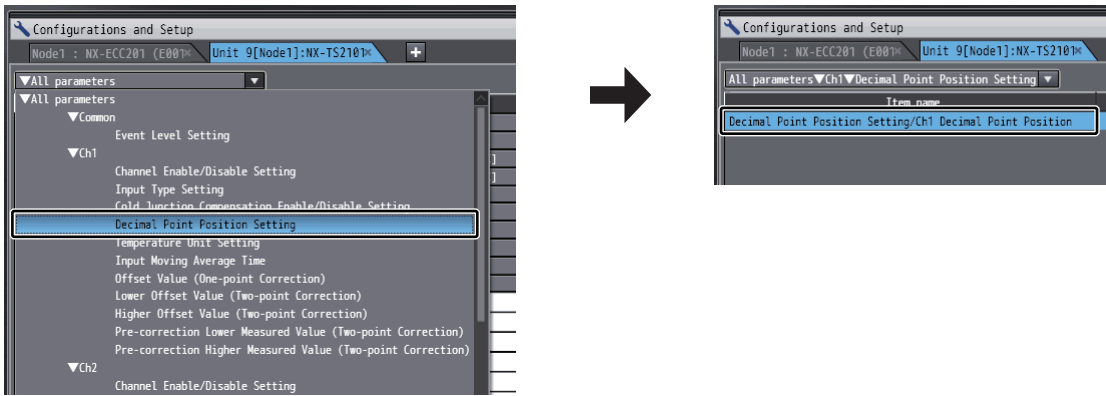 Configurations and Setup
Node1 : NX-ECC201 (E001× Unit 9[Node1]:NX-TS2101× +
▼All parameters ▼
▼All parameters
▼Common
Event Level Setting
▼Ch1
Channel Enable/Disable Setting
Input Type Setting
Cold Junction Compensation Enable/Disable Setting
Decimal Point Position Setting
Temperature Unit Setting
Input Moving Average Time
Offset Value (One-point Correction)
Lower Offset Value (Two-point Correction)
Higher Offset Value (Two-point Correction)
Pre-correction Lower Measured Value (Two-point Correction)
Pre-correction Higher Measured Value (Two-point Correction)
▼Ch2
Channel Enable/Disable Setting
]
]
Configurations and Setup
Node1 : NX-ECC201 (E001× Unit 9[Node1]:NX-TS2101×
All parameters▼Ch1▼Decimal Point Position Setting ▼
Item name
Decimal Point Position Setting/Ch1 Decimal Point Position